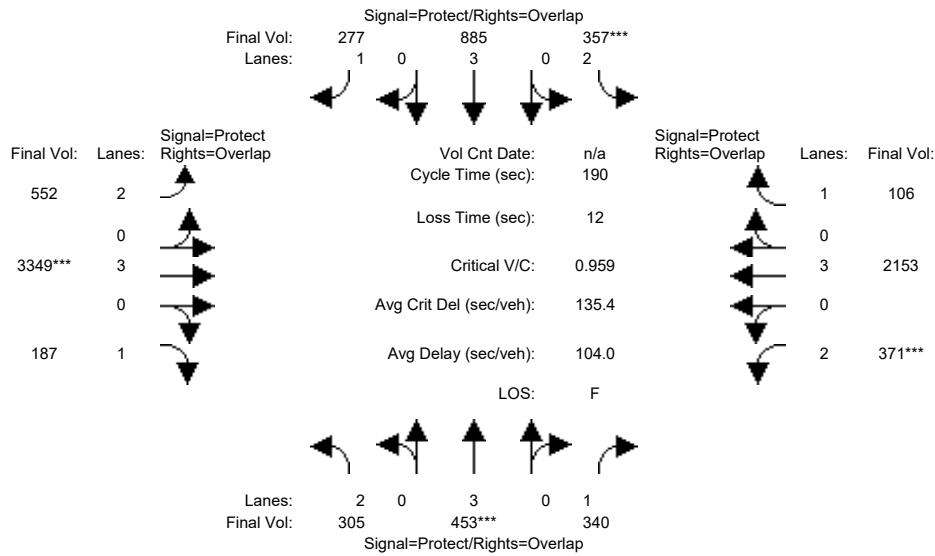 Signal=Protect/Rights=Overlap
Final Vol: 277 885 357***
Lanes: 1 0 3 0 2
Signal=Protect
Final Vol: Lanes: Rights=Overlap
Vol Cnt Date: n/a
Signal=Protect
Rights=Overlap Lanes: Final Vol:
Cycle Time (sec): 190
552 2
1 106
Loss Time (sec): 12
0
0
3349*** 3
Critical V/C: 0.959
3 2153
0
Avg Crit Del (sec/veh): 135.4
0
187 1
Avg Delay (sec/veh): 104.0
2 371***
LOS: F
Lanes: 2 0 3 0 1
Final Vol: 305 453*** 340
Signal=Protect/Rights=Overlap